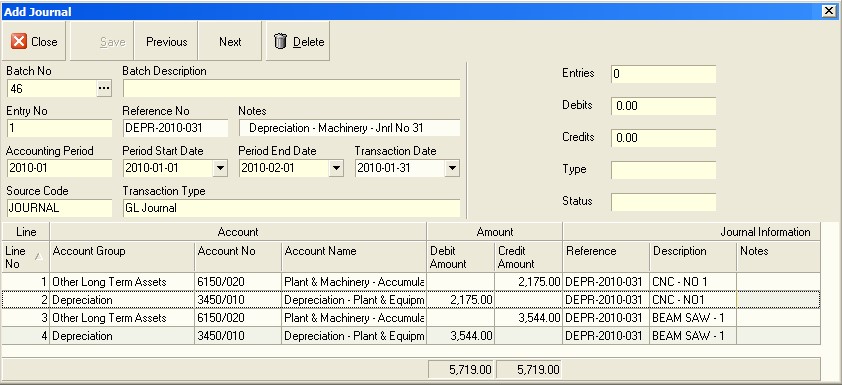 Add Journal
Close Save Previous Next Delete
Batch No Batch Description
46 ...
Entry No Reference No Notes
1 DEPR-2010-031 Depreciation - Machinery - Jnrl No 31
Accounting Period Period Start Date Period End Date Transaction Date
2010-01 2010-01-01 2010-02-01 2010-01-31
Source Code Transaction Type
JOURNAL GL Journal
Entries 0
Debits 0.00
Credits 0.00
Type
Status
Line Account Amount Journal Information
Line No Account Group Account No Account Name Debit Amount Credit Amount Reference Description Notes
1 Other Long Term Assets 6150/020 Plant & Machinery - Accumula 2,175.00 DEPR-2010-031 CNC - NO 1
2 Depreciation 3450/010 Depreciation - Plant & Equipm 2,175.00 DEPR-2010-031 CNC - NO1
3 Other Long Term Assets 6150/020 Plant & Machinery - Accumula 3,544.00 DEPR-2010-031 BEAM SAW - 1
4 Depreciation 3450/010 Depreciation - Plant & Equipm 3,544.00 DEPR-2010-031 BEAM SAW - 1
5,719.00 5,719.00